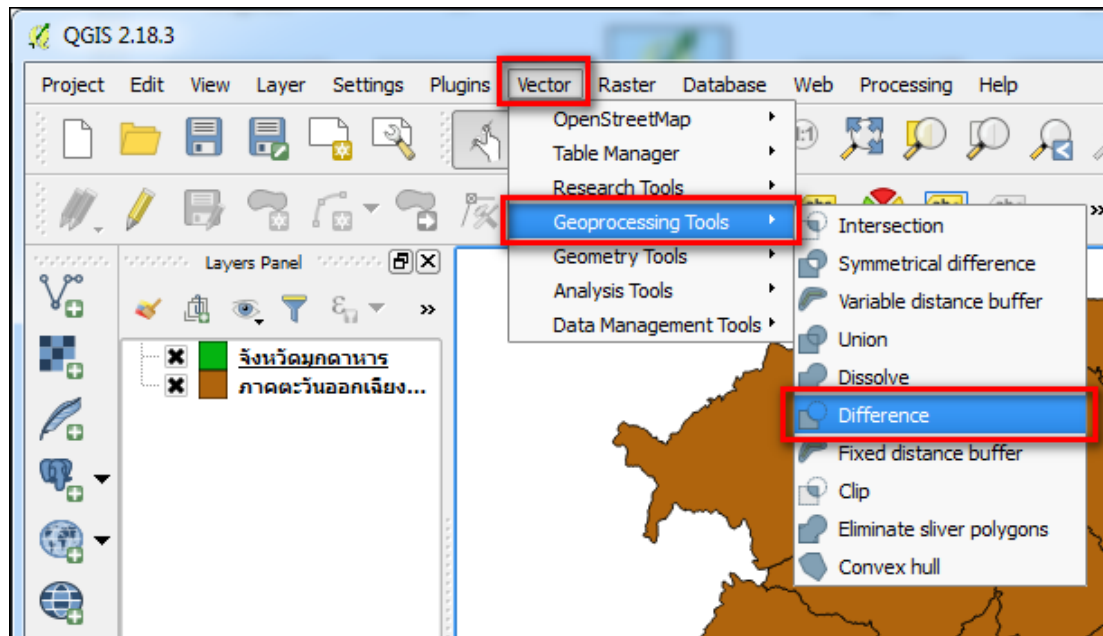 QGIS 2.18.3
Project Edit View Layer Settings Plugins Vector Raster Database Web Processing Help
OpenStreetMap
Table Manager
Research Tools
Geoprocessing Tools
Geometry Tools
Analysis Tools
Data Management Tools
Intersection
Symmetrical difference
Variable distance buffer
Union
Dissolve
Difference
Fixed distance buffer
Clip
Eliminate sliver polygons
Convex hull
Layers Panel
จังหวัดมุกดาหาร
ภาคตะวันออกเฉียง...